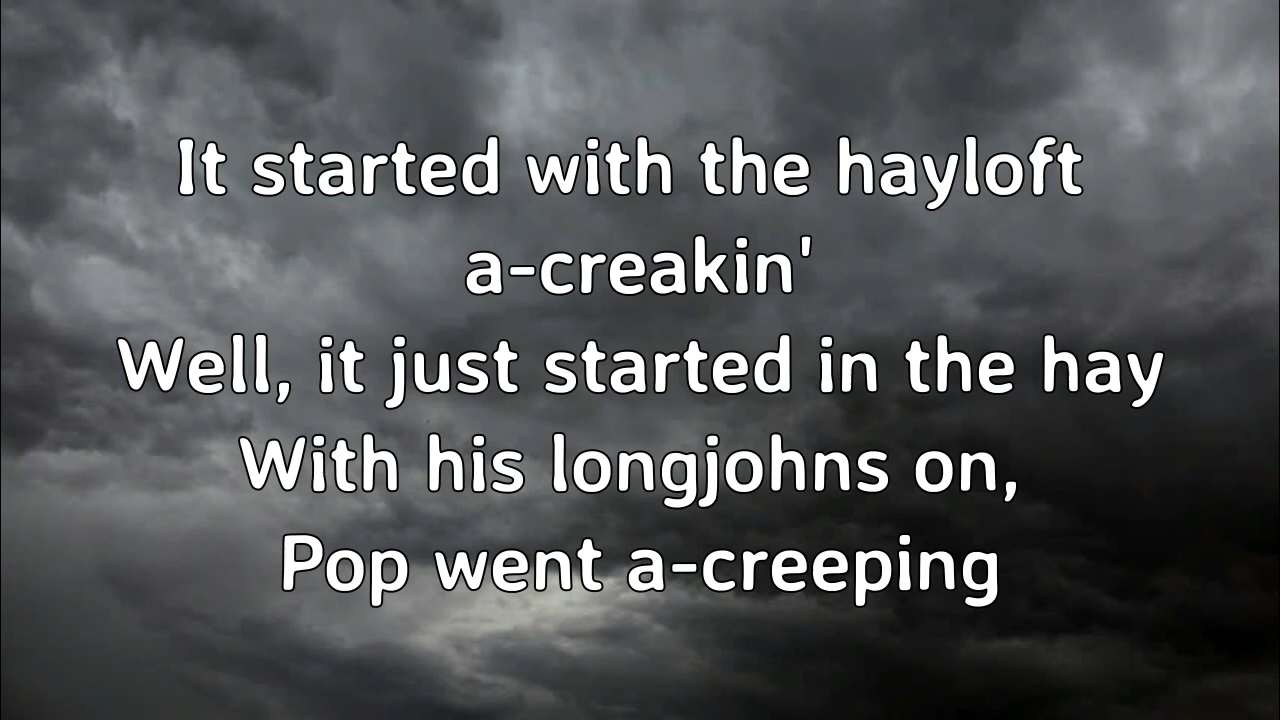 It started with the hayloft
a-creakin'
Well, it just started in the hay
With his longjohns on,
Pop went a-creeping